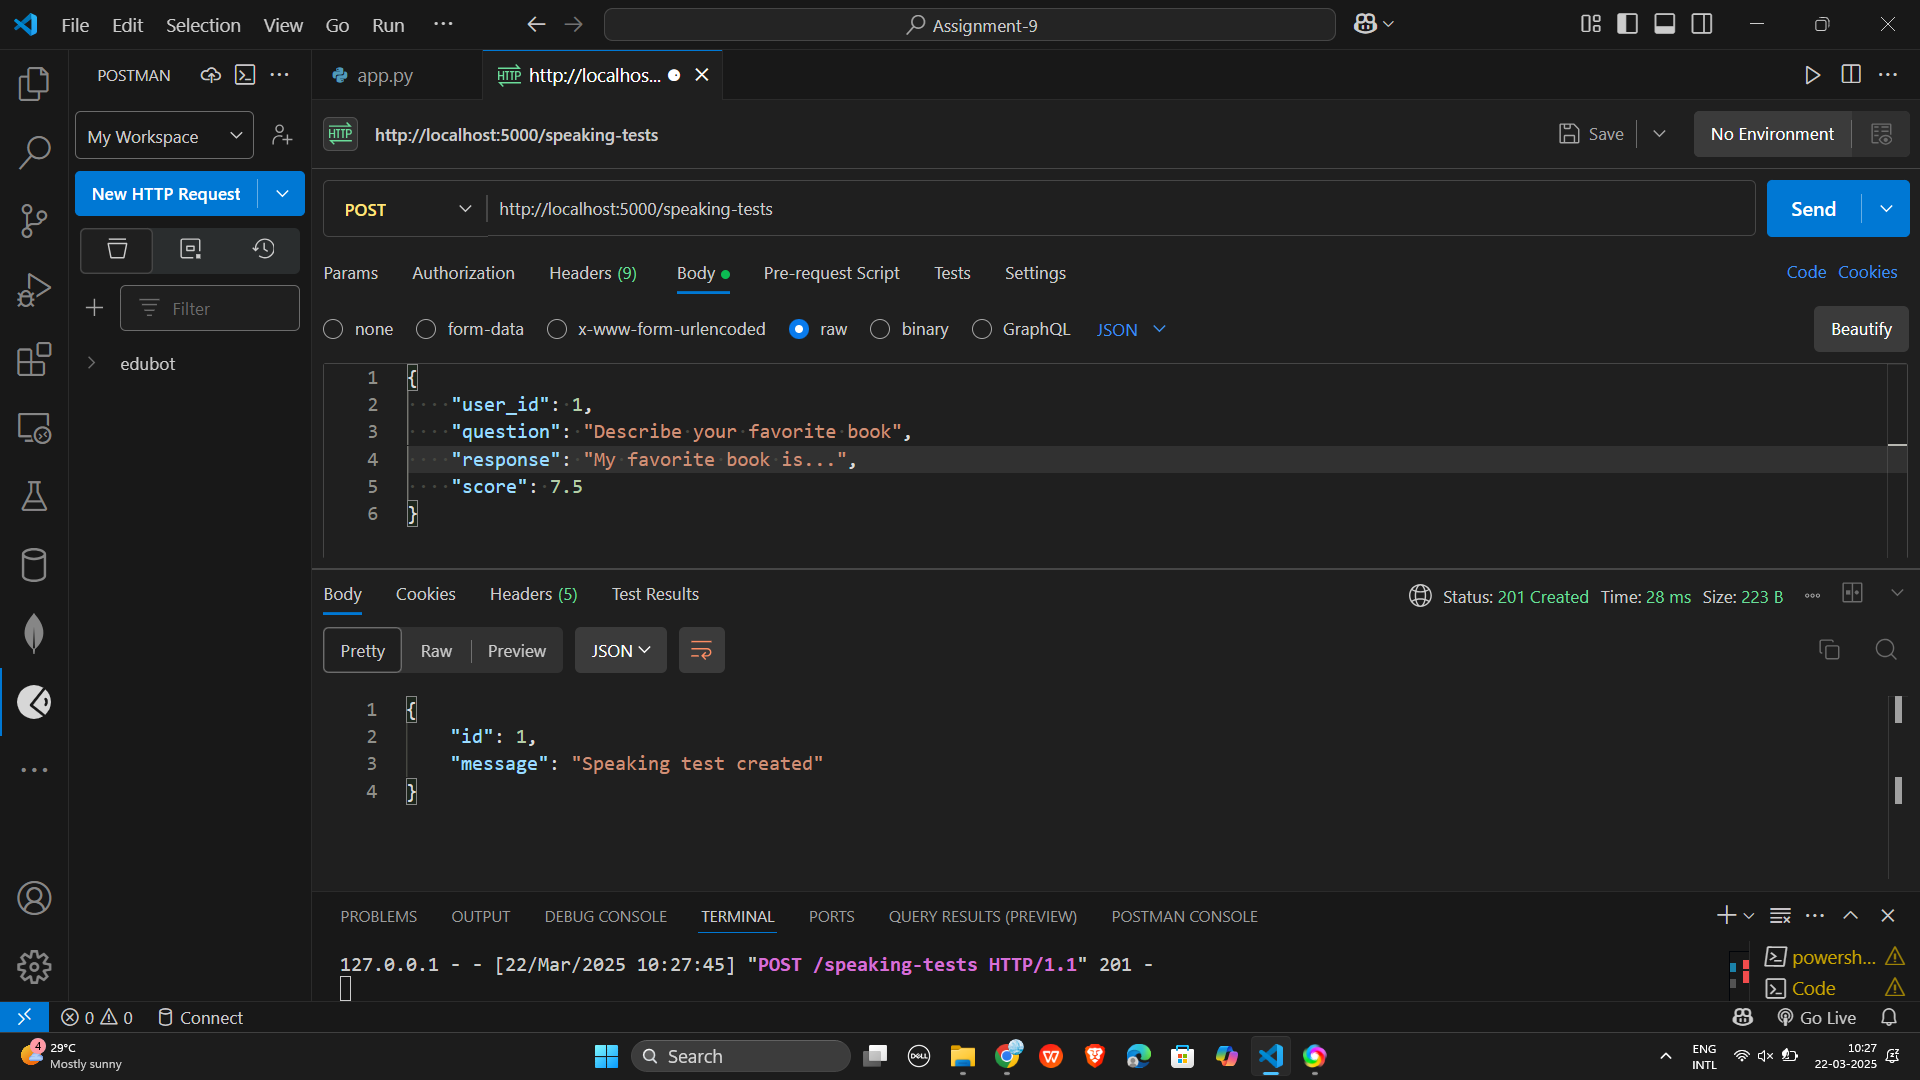 File Edit Selection View Go Run ···
Assignment-9
POSTMAN
app.py
HTTP http://localhos...
My Workspace
HTTP http://localhost:5000/speaking-tests
Save
No Environment
New HTTP Request
POST http://localhost:5000/speaking-tests
Send
Params Authorization Headers (9) Body Pre-request Script Tests Settings
Code Cookies
Filter
none form-data x-www-form-urlencoded raw binary GraphQL JSON
Beautify
edubot
1 {
2 "user_id": 1,
3 "question": "Describe your favorite book",
4 "response": "My favorite book is...",
5 "score": 7.5
6 }
Body Cookies Headers (5) Test Results
Status: 201 Created Time: 28 ms Size: 223 B
Pretty Raw Preview JSON
1 {
2 "id": 1,
3 "message": "Speaking test created"
4 }
PROBLEMS OUTPUT DEBUG CONSOLE TERMINAL PORTS QUERY RESULTS (PREVIEW) POSTMAN CONSOLE
127.0.0.1 - - [22/Mar/2025 10:27:45] "POST /speaking-tests HTTP/1.1" 201 -
powersh...
Code
0 0 Connect
Go Live
4
29°C
Mostly sunny
Search
DELL
W
ENG
INTL
10:27
22-03-2025